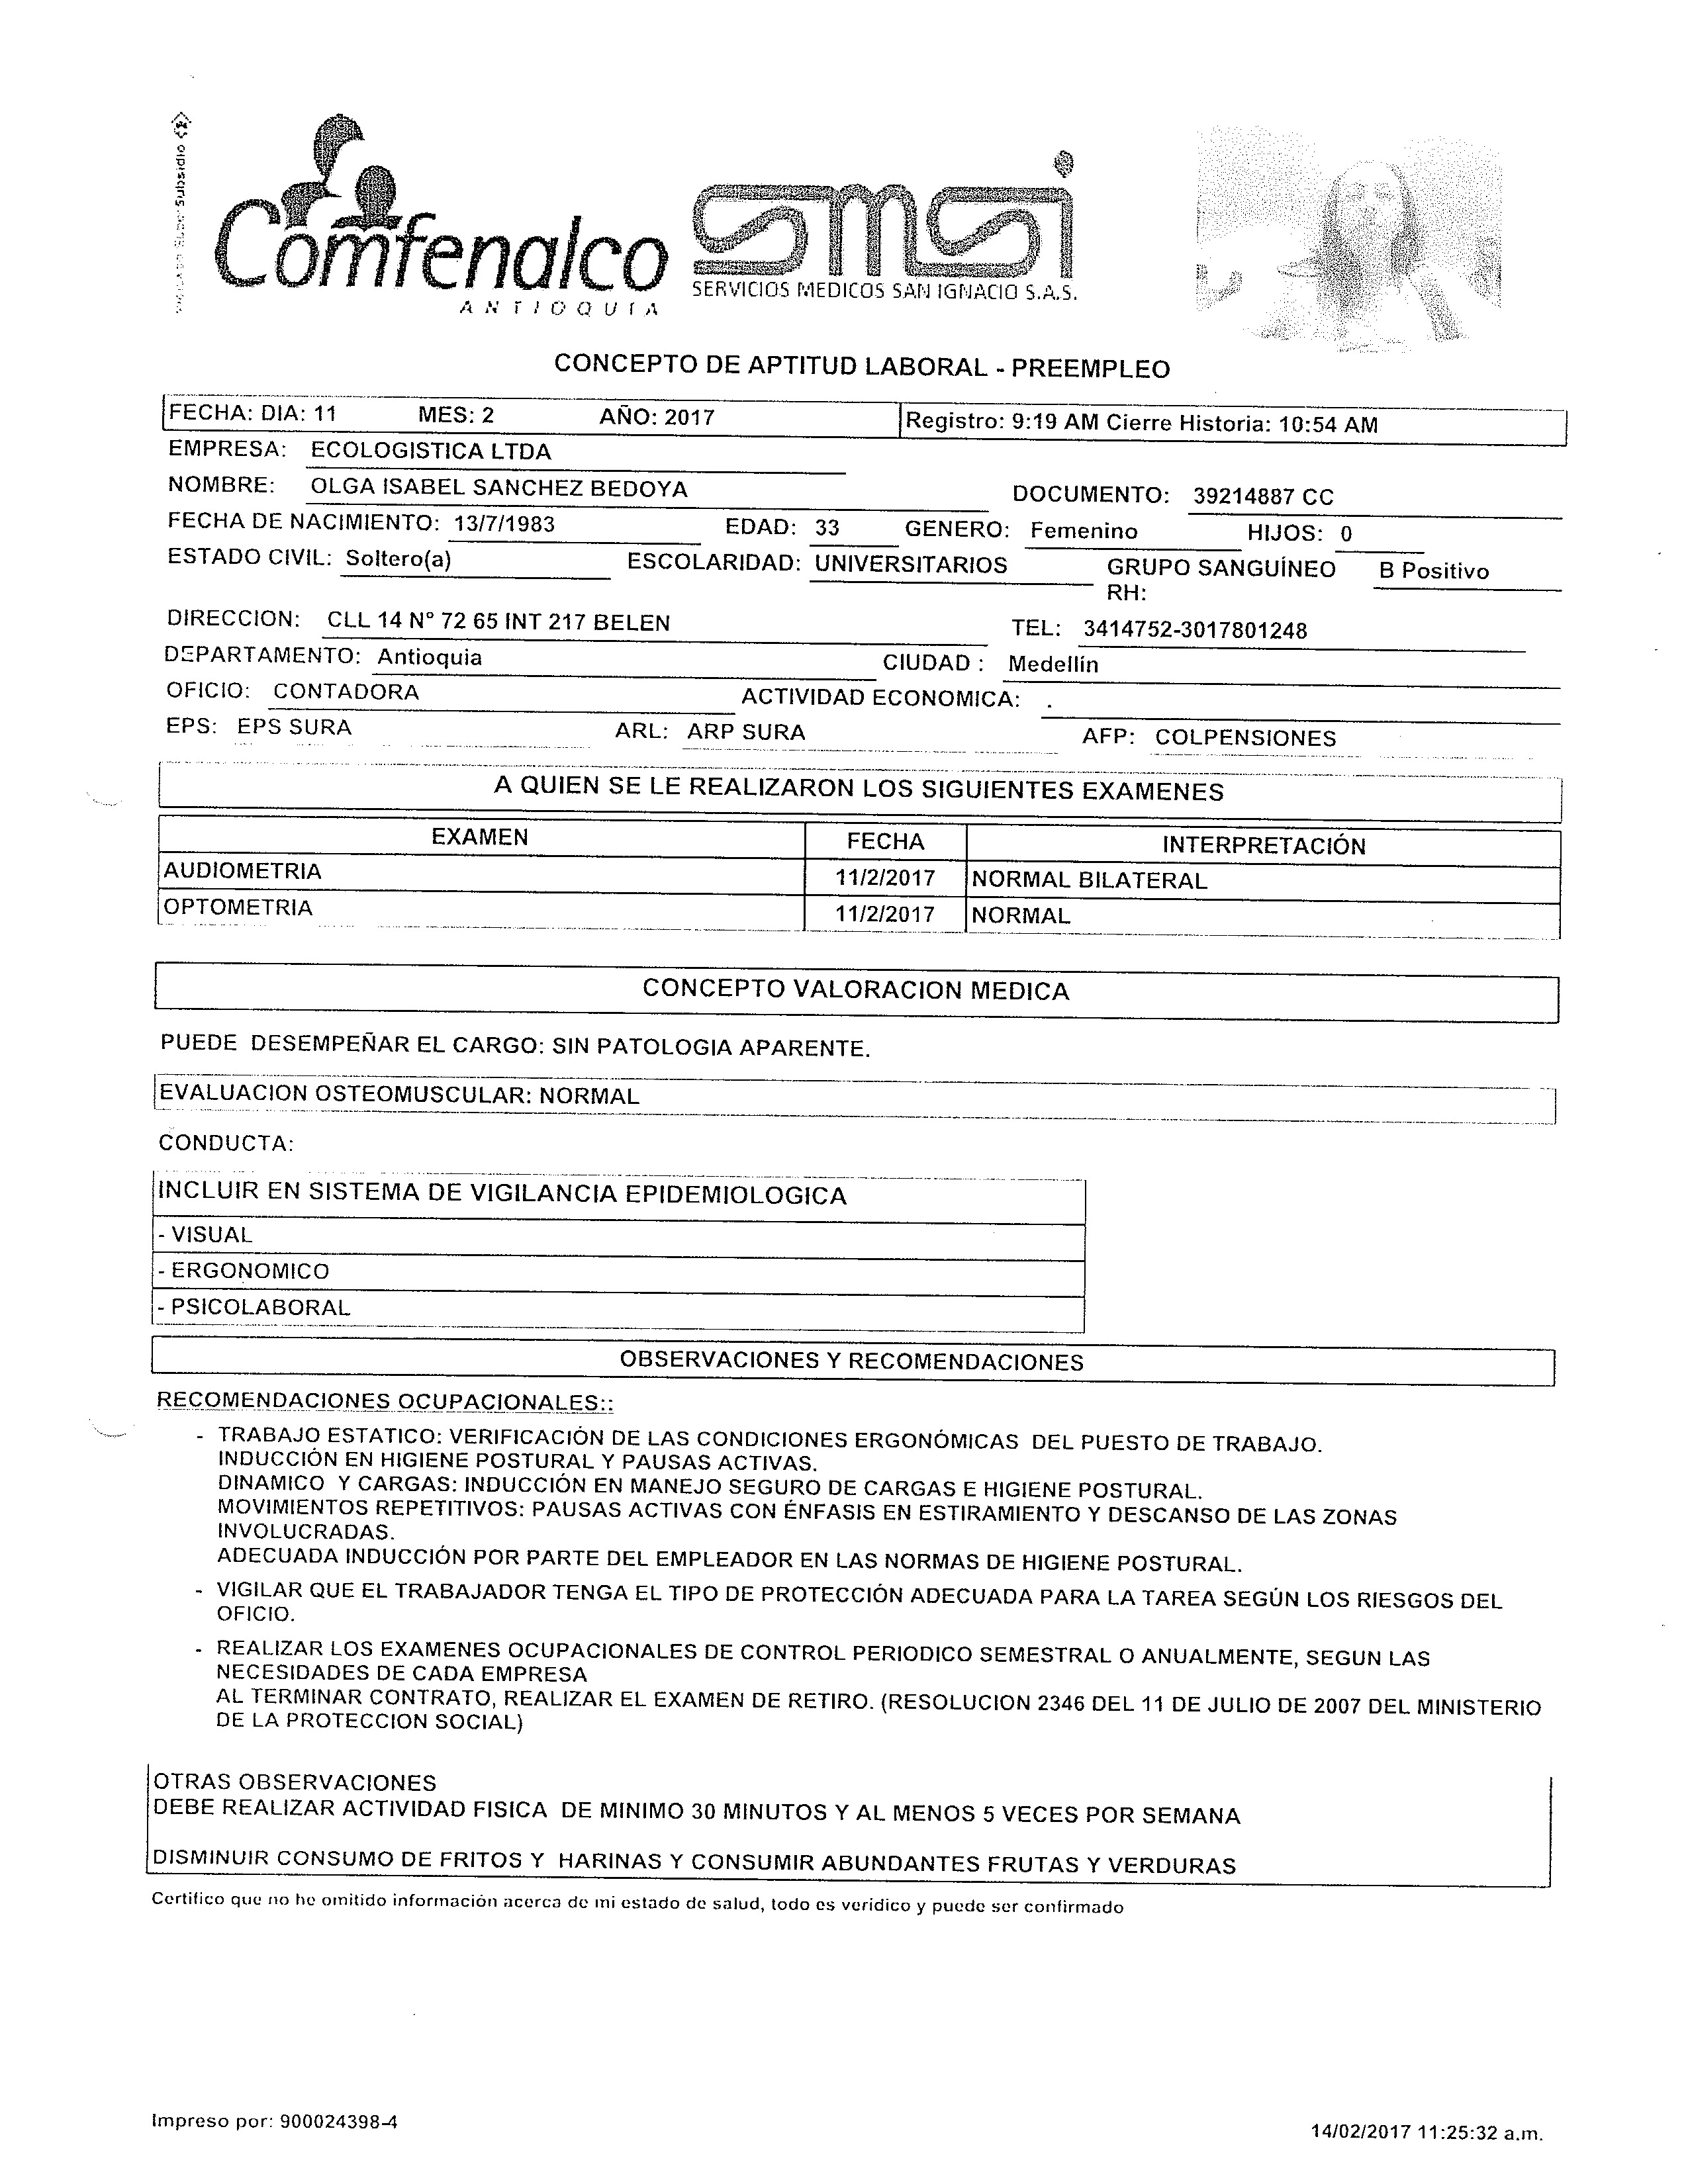 Comfenalco
ANTIOQUIA
smsi
SERVICIOS MEDICOS SAN IGNACIO S.A.S.
CONCEPTO DE APTITUD LABORAL - PREEMPLEO
FECHA: DIA: 11 MES: 2 AÑO: 2017 Registro: 9:19 AM Cierre Historia: 10:54 AM
EMPRESA: ECOLOGISTICA LTDA
NOMBRE: OLGA ISABEL SANCHEZ BEDOYA DOCUMENTO: 39214887 CC
FECHA DE NACIMIENTO: 13/7/1983 EDAD: 33 GENERO: Femenino HIJOS: 0
ESTADO CIVIL: Soltero(a) ESCOLARIDAD: UNIVERSITARIOS GRUPO SANGUÍNEO B Positivo
RH:
DIRECCION: CLL 14 N° 72 65 INT 217 BELEN TEL: 3414752-3017801248
DEPARTAMENTO: Antioquia CIUDAD : Medellín
OFICIO: CONTADORA ACTIVIDAD ECONOMICA: .
EPS: EPS SURA ARL: ARP SURA AFP: COLPENSIONES
A QUIEN SE LE REALIZARON LOS SIGUIENTES EXAMENES
EXAMEN FECHA INTERPRETACIÓN
AUDIOMETRIA 11/2/2017 NORMAL BILATERAL
OPTOMETRIA 11/2/2017 NORMAL
CONCEPTO VALORACION MEDICA
PUEDE DESEMPEÑAR EL CARGO: SIN PATOLOGIA APARENTE.
EVALUACION OSTEOMUSCULAR: NORMAL
CONDUCTA:
INCLUIR EN SISTEMA DE VIGILANCIA EPIDEMIOLOGICA
- VISUAL
- ERGONOMICO
- PSICOLABORAL
OBSERVACIONES Y RECOMENDACIONES
RECOMENDACIONES OCUPACIONALES::
- TRABAJO ESTATICO: VERIFICACIÓN DE LAS CONDICIONES ERGONÓMICAS DEL PUESTO DE TRABAJO.
INDUCCIÓN EN HIGIENE POSTURAL Y PAUSAS ACTIVAS.
DINAMICO Y CARGAS: INDUCCIÓN EN MANEJO SEGURO DE CARGAS E HIGIENE POSTURAL.
MOVIMIENTOS REPETITIVOS: PAUSAS ACTIVAS CON ÉNFASIS EN ESTIRAMIENTO Y DESCANSO DE LAS ZONAS
INVOLUCRADAS.
ADECUADA INDUCCIÓN POR PARTE DEL EMPLEADOR EN LAS NORMAS DE HIGIENE POSTURAL.
- VIGILAR QUE EL TRABAJADOR TENGA EL TIPO DE PROTECCIÓN ADECUADA PARA LA TAREA SEGÚN LOS RIESGOS DEL
OFICIO.
- REALIZAR LOS EXAMENES OCUPACIONALES DE CONTROL PERIODICO SEMESTRAL O ANUALMENTE, SEGUN LAS
NECESIDADES DE CADA EMPRESA
AL TERMINAR CONTRATO, REALIZAR EL EXAMEN DE RETIRO. (RESOLUCION 2346 DEL 11 DE JULIO DE 2007 DEL MINISTERIO
DE LA PROTECCION SOCIAL)
OTRAS OBSERVACIONES
DEBE REALIZAR ACTIVIDAD FISICA DE MINIMO 30 MINUTOS Y AL MENOS 5 VECES POR SEMANA
DISMINUIR CONSUMO DE FRITOS Y HARINAS Y CONSUMIR ABUNDANTES FRUTAS Y VERDURAS
Certifico que no he omitido información acerca de mi estado de salud, todo es verídico y puede ser confirmado
Impreso por: 900024398-4
14/02/2017 11:25:32 a.m.